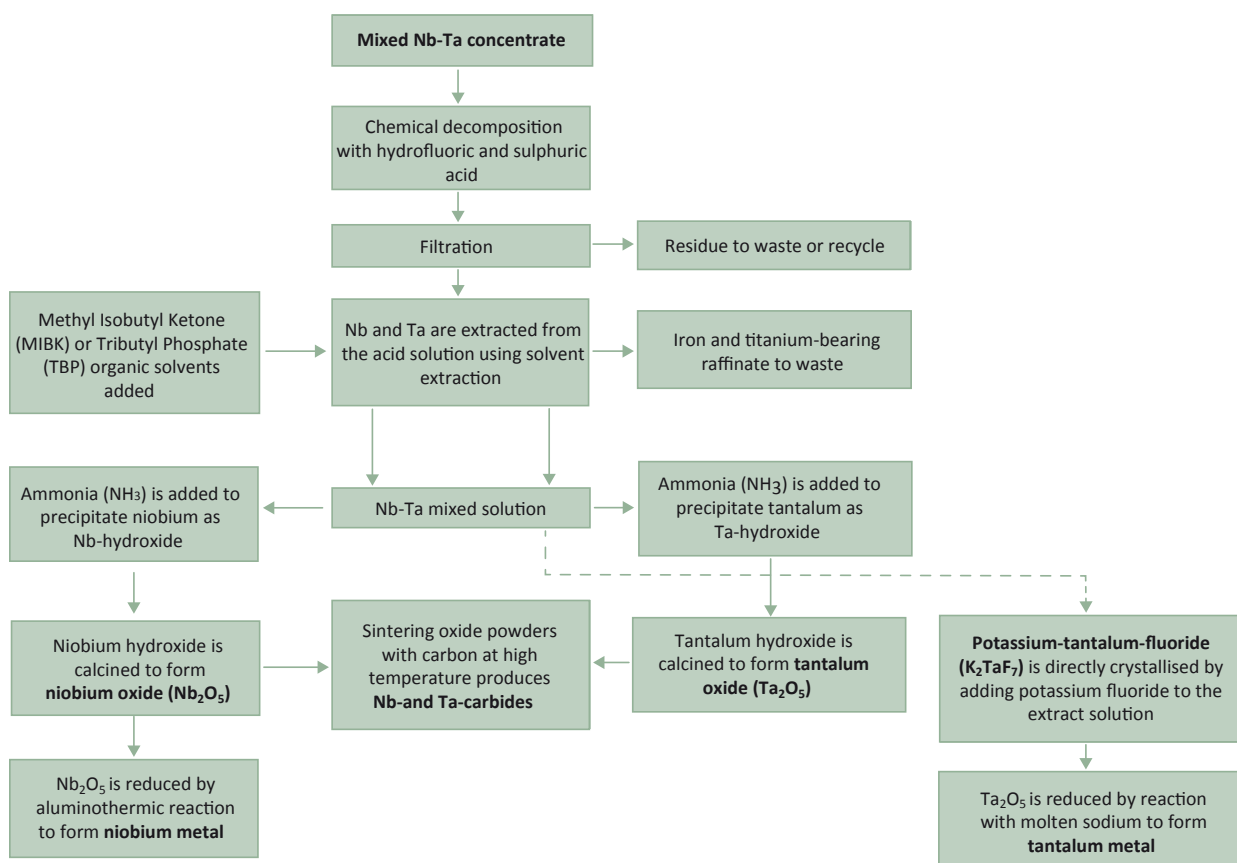 Mixed Nb-Ta concentrate
Chemical decomposition
with hydrofluoric and sulphuric
acid
Filtration
Residue to waste or recycle
Methyl Isobutyl Ketone
(MIBK) or Tributyl Phosphate
(TBP) organic solvents
added
Nb and Ta are extracted from
the acid solution using solvent
extraction
Iron and titanium-bearing
raffinate to waste
Ammonia (NH₃) is added to
precipitate niobium as
Nb-hydroxide
Nb-Ta mixed solution
Ammonia (NH₃) is added to
precipitate tantalum as
Ta-hydroxide
Niobium hydroxide is
calcined to form
niobium oxide (Nb₂O₅)
Sintering oxide powders
with carbon at high
temperature produces
Nb-and Ta-carbides
Tantalum hydroxide is
calcined to form tantalum
oxide (Ta₂O₅)
Potassium-tantalum-fluoride
(K₂TaF₇) is directly crystallised by
adding potassium fluoride to the
extract solution
Nb₂O₅ is reduced by
aluminothermic reaction
to form niobium metal
Ta₂O₅ is reduced by reaction
with molten sodium to form
tantalum metal